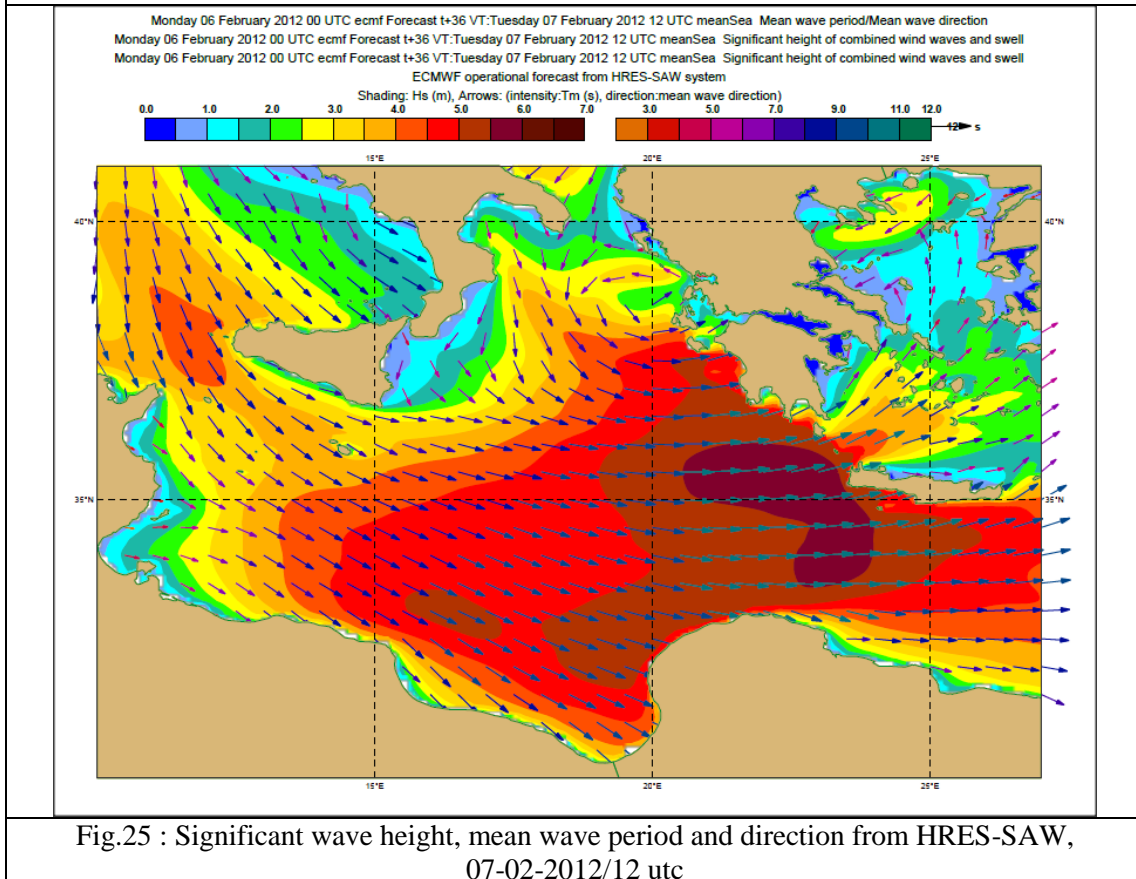 Monday 06 February 2012 00 UTC ecmf Forecast t+36 VT:Tuesday 07 February 2012 12 UTC meanSea Mean wave period/Mean wave direction
Monday 06 February 2012 00 UTC ecmf Forecast t+36 VT:Tuesday 07 February 2012 12 UTC meanSea Significant height of combined wind waves and swell
Monday 06 February 2012 00 UTC ecmf Forecast t+36 VT:Tuesday 07 February 2012 12 UTC meanSea Significant height of combined wind waves and swell
ECMWF operational forecast from HRES-SAW system
Shading: Hs (m), Arrows: (intensity:Tm (s), direction:mean wave direction)
0.0 1.0 2.0 3.0 4.0 5.0 6.0 7.0 3.0 4.0 5.0 6.0 7.0 9.0 11.0 12.0
12 s
15°E 20°E 25°E
40°N 40°N
35°N 35°N
15°E 20°E 25°E
Fig.25 : Significant wave height, mean wave period and direction from HRES-SAW,
07-02-2012/12 utc